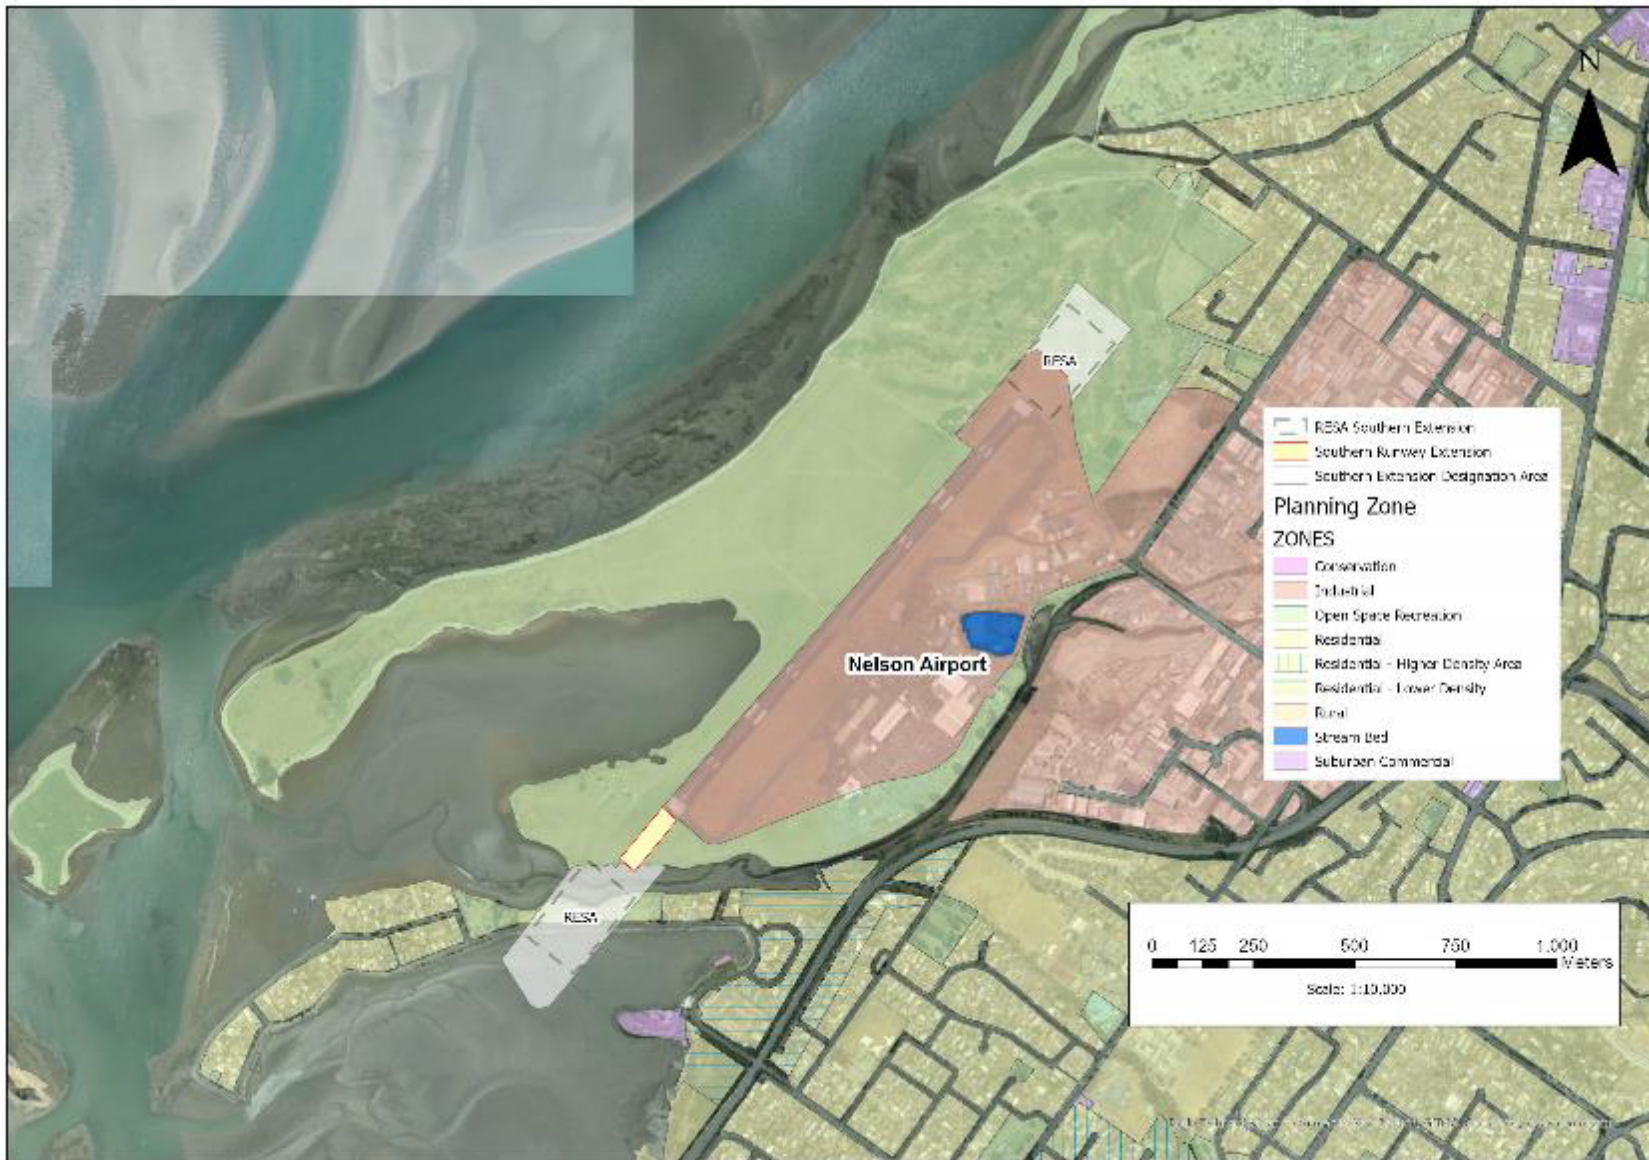 N
RESA
RESA Southern Extension
Southern Runway Extension
Southern Extension Designation Area
Planning Zone
ZONES
Conservation
Industrial
Open Space Recreation
Residential
Residential - Higher Density Area
Residential - Lower Density
Rural
Stream Bed
Suburban Commercial
Nelson Airport
RESA
0 125 250 500 750 1,000
Meters
Scale: 1:10,000